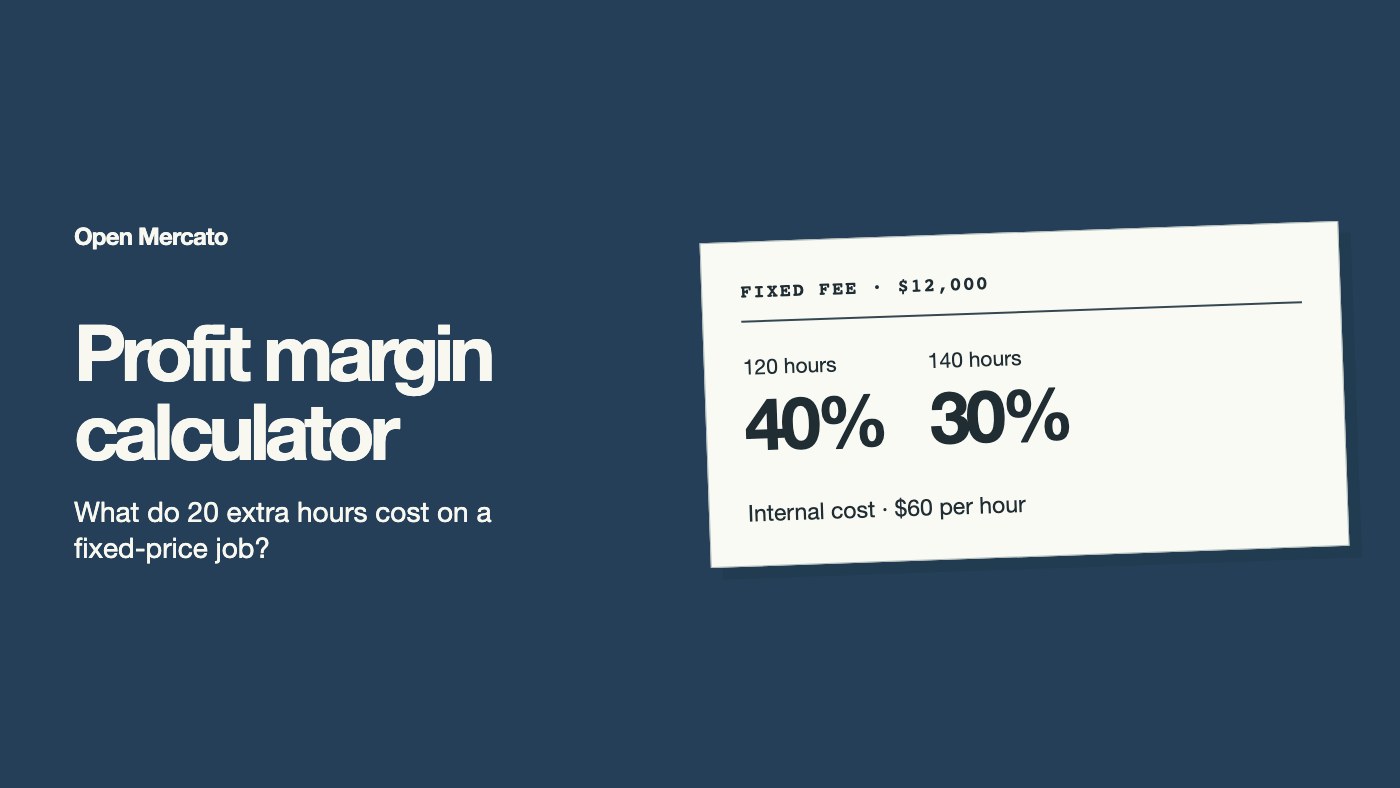 Open Mercato
Profit margin
calculator
What do 20 extra hours cost on a
fixed-price job?
FIXED FEE · $12,000
120 hours
40%
140 hours
30%
Internal cost · $60 per hour